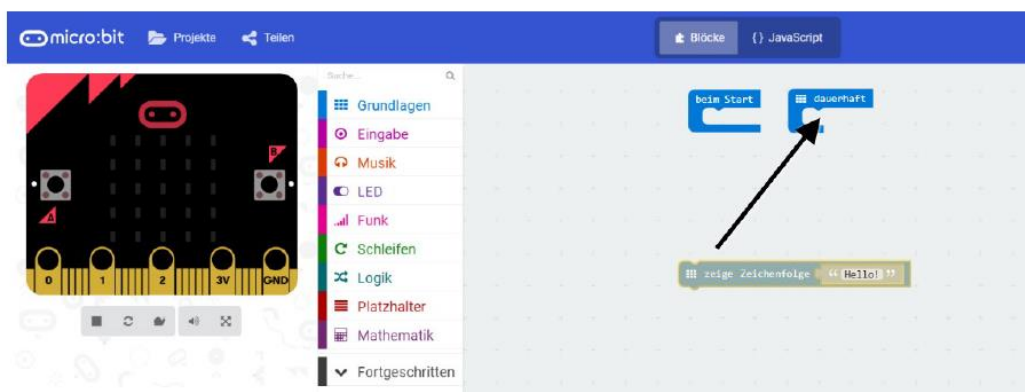 micro:bit Projekte Teilen Blöcke {} JavaScript
Suche...
Grundlagen
Eingabe
Musik
LED
Funk
Schleifen
Logik
Platzhalter
Mathematik
Fortgeschritten
A
B
0 1 2 3V GND
beim Start
dauerhaft
zeige Zeichenfolge “ Hello! ”